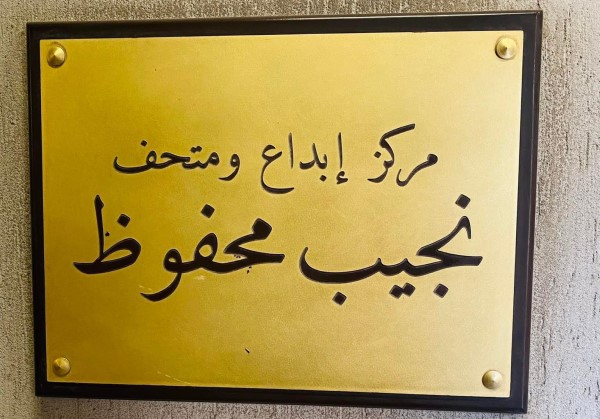 مركز إبداع ومتحف
نجيب محفوظ